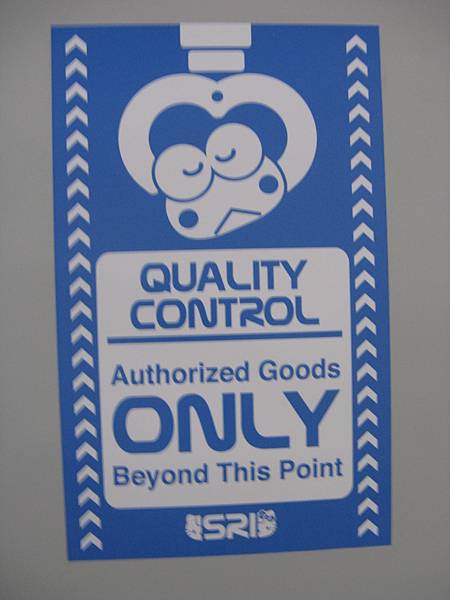 QUALITY
CONTROL
Authorized Goods
ONLY
Beyond This Point
SRI